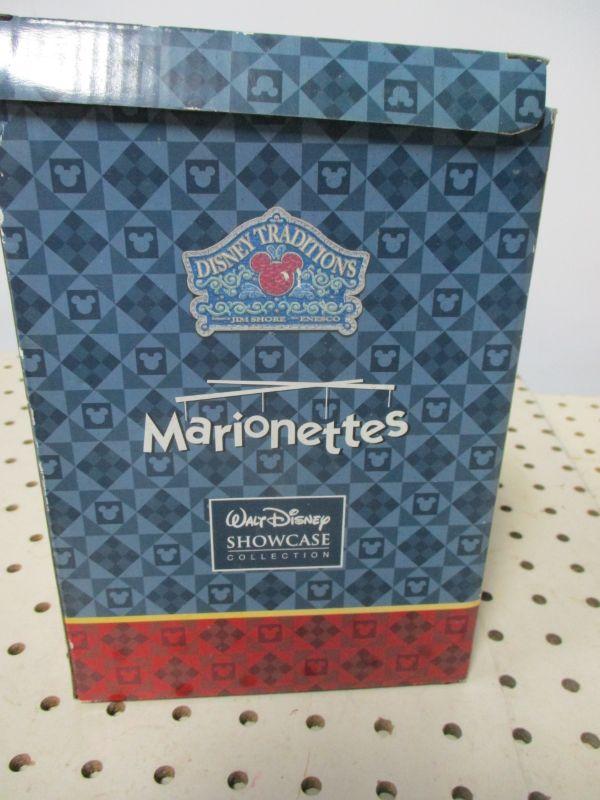 DISNEY TRADITIONS
JIM SHORE ENESCO
Marionettes
WALT DISNEY
SHOWCASE
COLLECTION